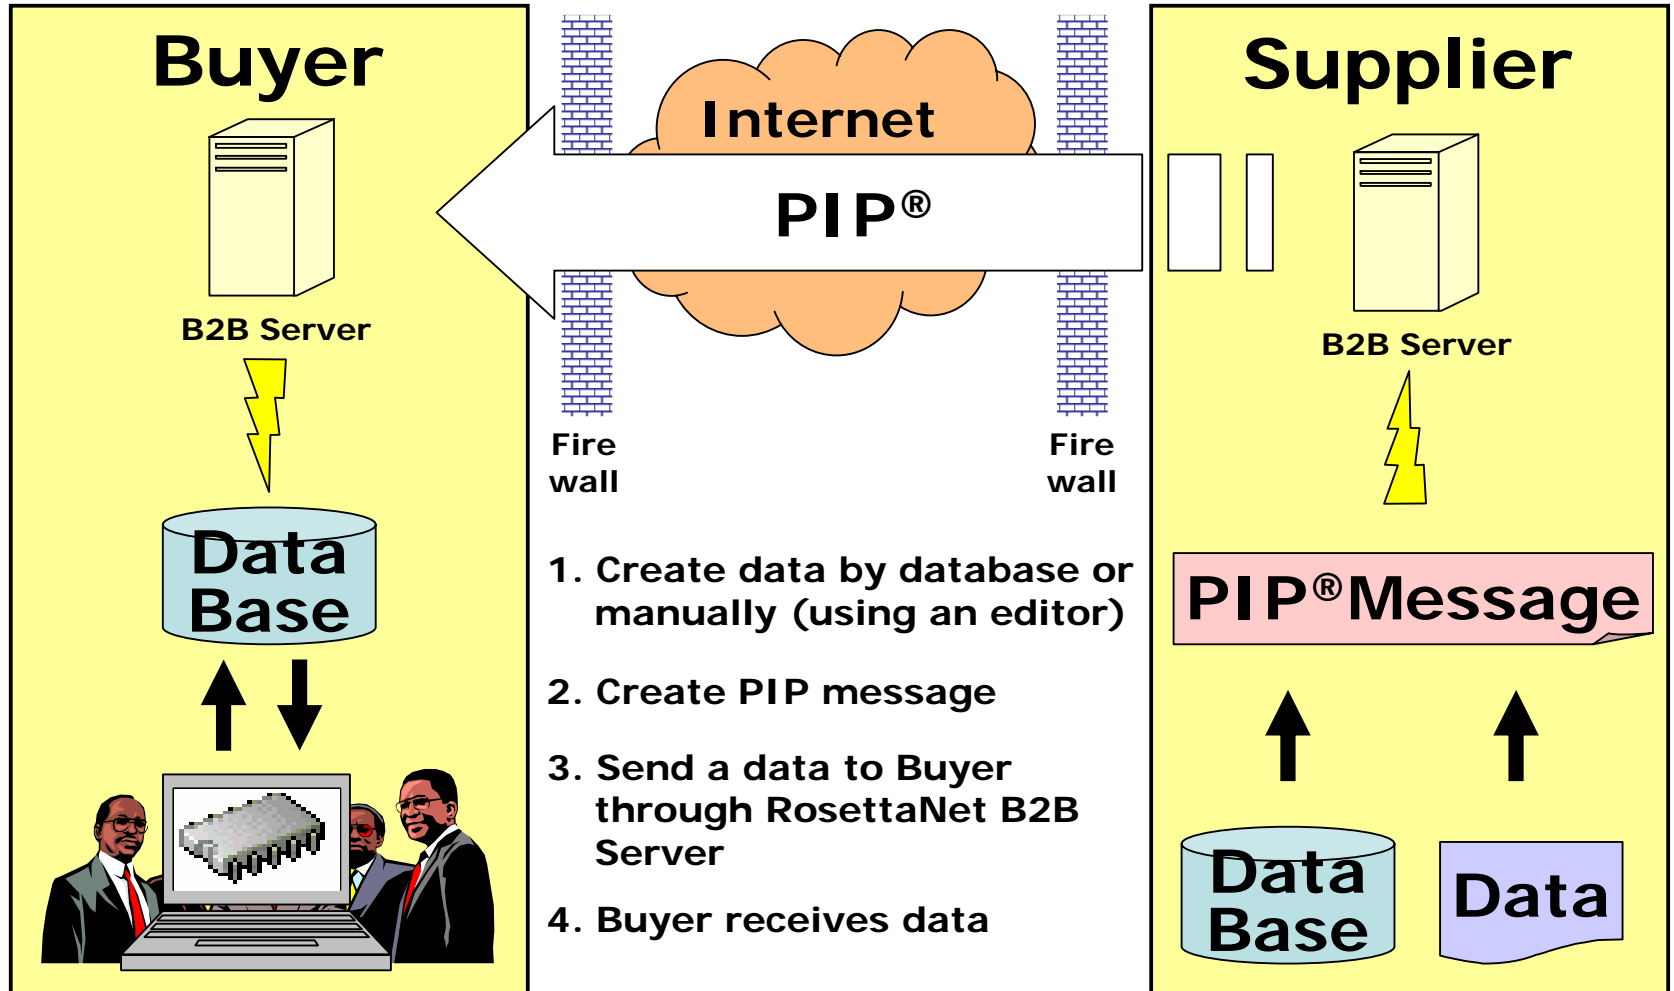 Buyer
B2B Server
Data
Base
Internet
PIP®
Fire
wall
Fire
wall
1. Create data by database or
manually (using an editor)
2. Create PIP message
3. Send a data to Buyer
through RosettaNet B2B
Server
4. Buyer receives data
Supplier
B2B Server
PIP®Message
Data
Base
Data